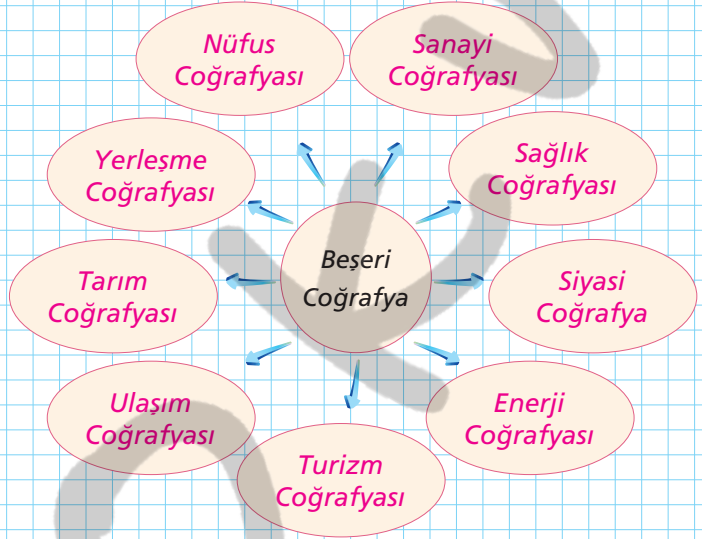 Nüfus
Coğrafyası
Sanayi
Coğrafyası
Sağlık
Coğrafyası
Siyasi
Coğrafya
Enerji
Coğrafyası
Turizm
Coğrafyası
Ulaşım
Coğrafyası
Tarım
Coğrafyası
Yerleşme
Coğrafyası
Beşeri
Coğrafya